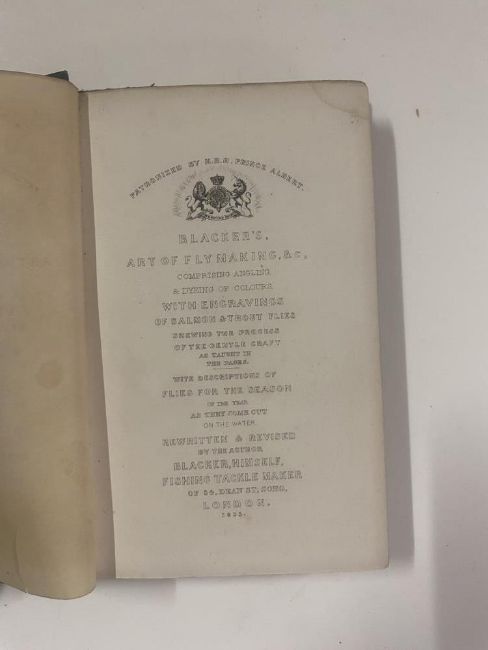 PATRONIZED BY H.R.H. PRINCE ALBERT.
BLACKER'S,
ART OF FLY MAKING, &c,
COMPRISING ANGLING,
& DYEING OF COLOURS,
WITH ENGRAVINGS
OF SALMON & TROUT FLIES
SHEWING THE PROCESS
OF THE GENTLE CRAFT
AS TAUGHT IN
THE PAGES.
WITH DESCRIPTIONS OF
FLIES FOR THE SEASON
OF THE YEAR
AS THEY COME OUT
ON THE WATER.
REWRITTEN & REVISED
BY THE AUTHOR
BLACKER, HIMSELF,
FISHING TACKLE MAKER
OF 54, DEAN ST, SOHO,
LONDON.
1855.